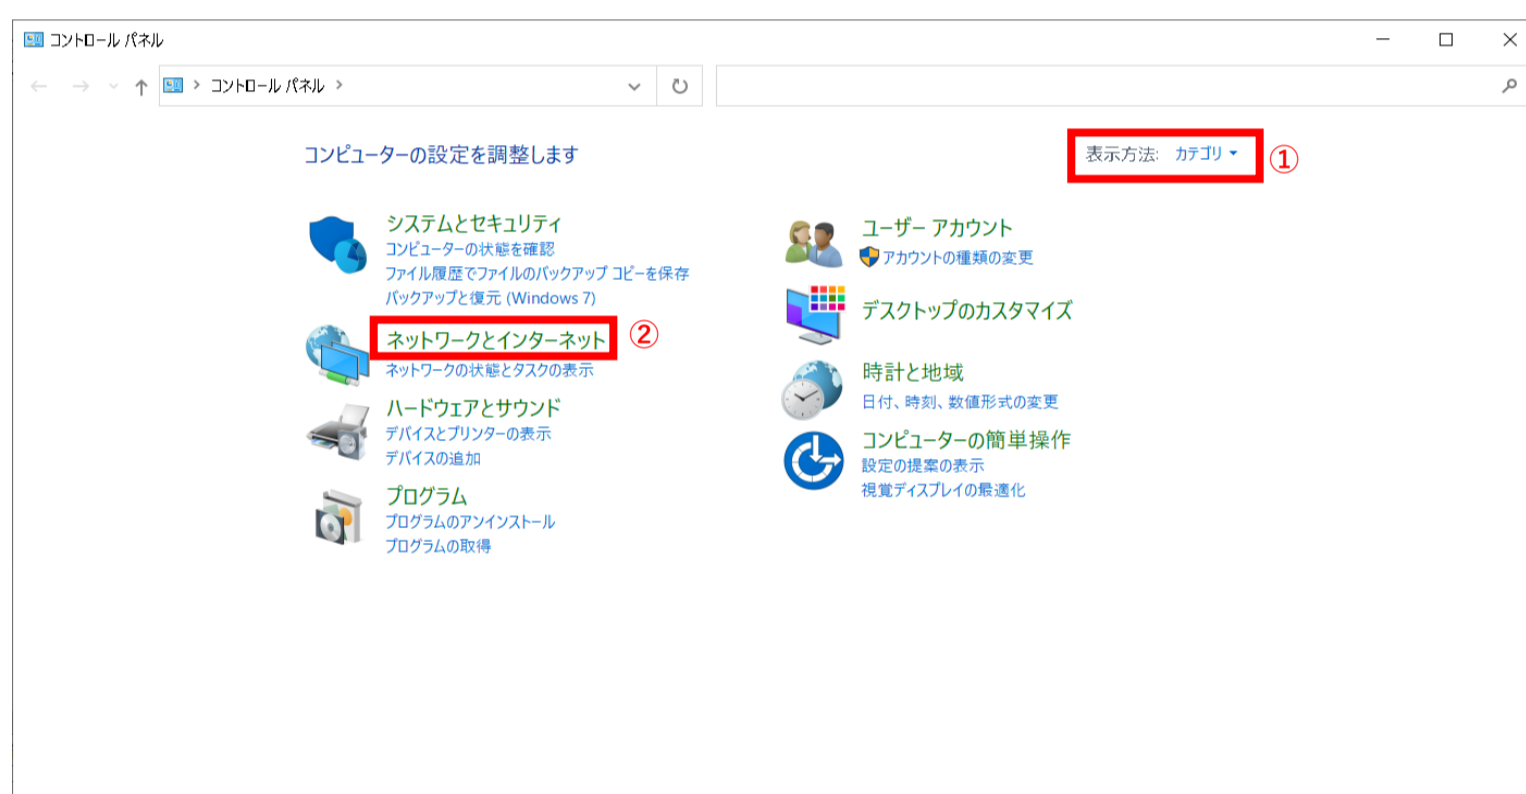 コントロール パネル
コントロール パネル
コンピューターの設定を調整します
表示方法: カテゴリ
①
システムとセキュリティ
コンピューターの状態を確認
ファイル履歴でファイルのバックアップ コピーを保存
バックアップと復元 (Windows 7)
ネットワークとインターネット
②
ネットワークの状態とタスクの表示
ハードウェアとサウンド
デバイスとプリンターの表示
デバイスの追加
プログラム
プログラムのアンインストール
プログラムの取得
ユーザー アカウント
アカウントの種類の変更
デスクトップのカスタマイズ
時計と地域
日付、時刻、数値形式の変更
コンピューターの簡単操作
設定の提案の表示
視覚ディスプレイの最適化